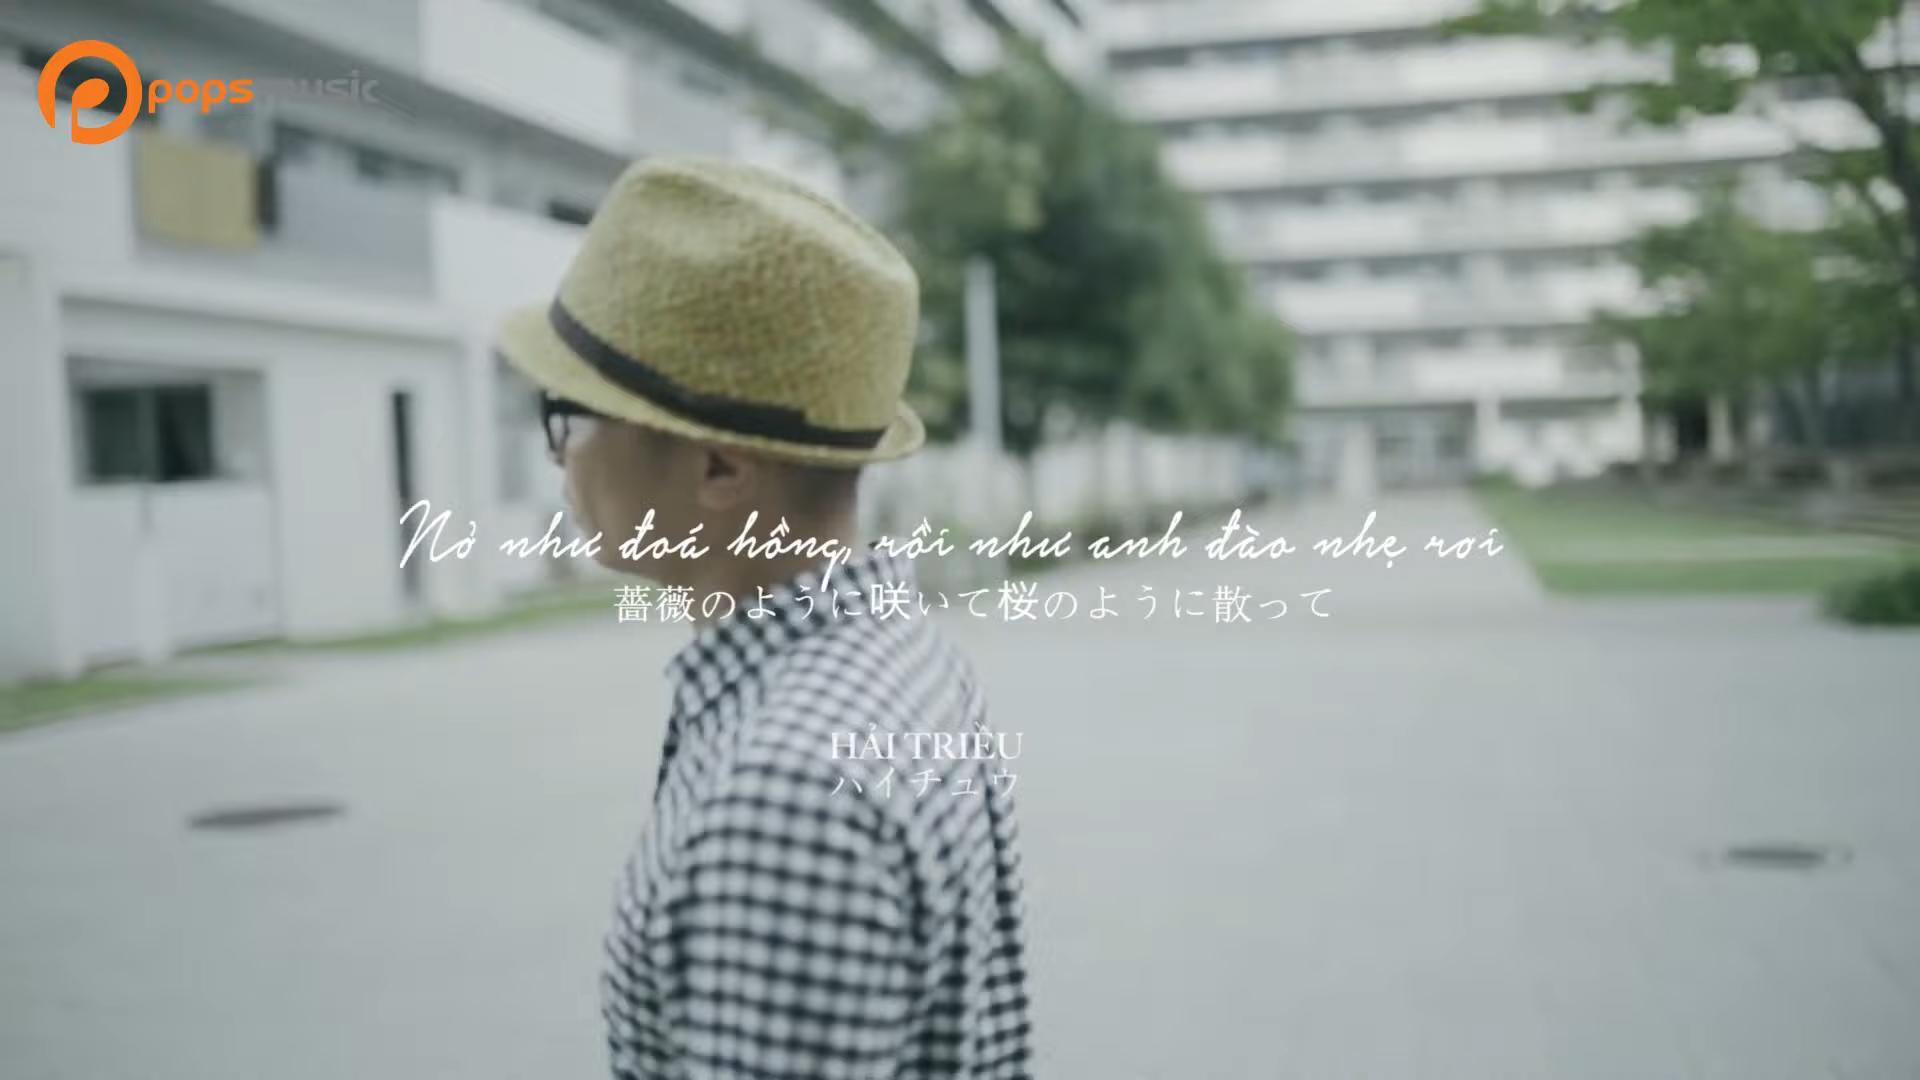 pops music
Nở như đoá hồng, rồi như anh đào nhẹ rơi
薔薇のように咲いて桜のように散って
HẢI TRIỀU
ハイチュウ